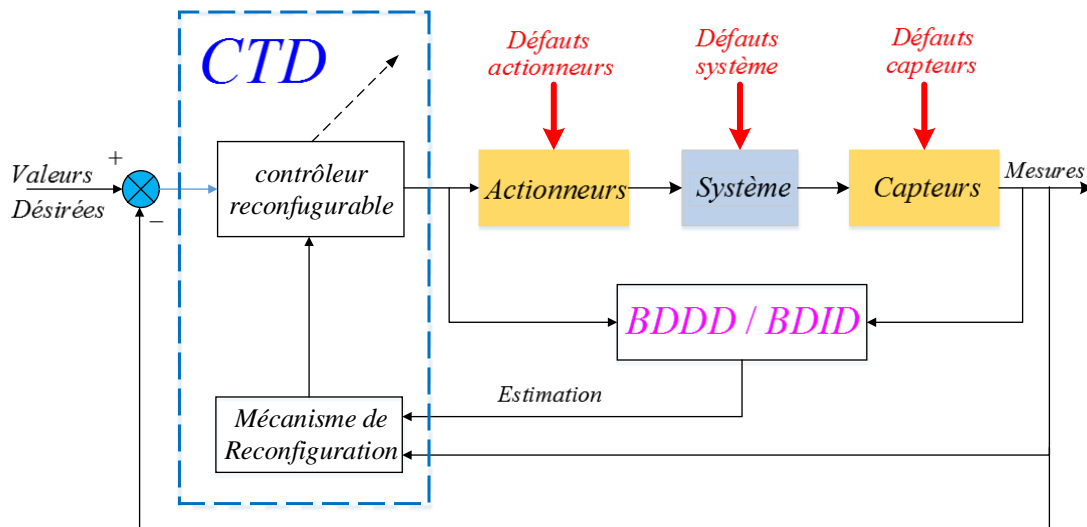 CTD
Défauts
actionneurs
Défauts
système
Défauts
capteurs
Valeurs
Désirées
+
−
contrôleur
reconfugurable
Actionneurs
Système
Capteurs
Mesures
BDDD / BDID
Estimation
Mécanisme de
Reconfiguration